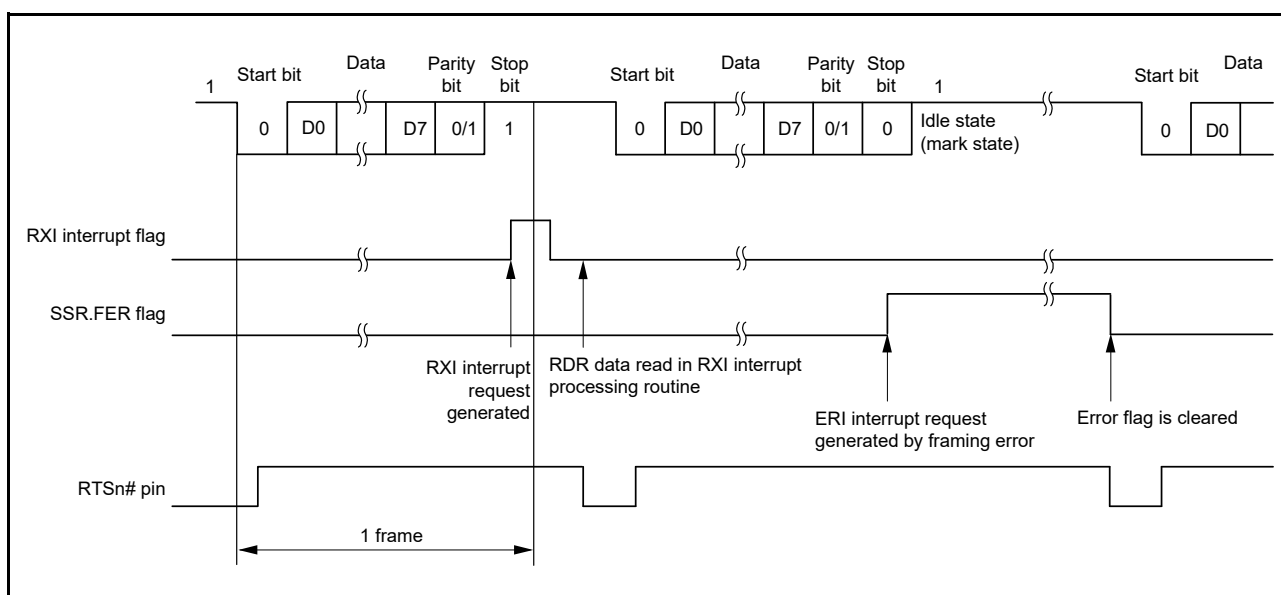 1
Start bit
Data
Parity
bit
Stop
bit
Start bit
Data
Parity
bit
Stop
bit
1
Start bit
Data
0
D0
D7
0/1
1
0
D0
D7
0/1
0
Idle state
(mark state)
0
D0
RXI interrupt flag
SSR.FER flag
RXI interrupt
request
generated
RDR data read in RXI interrupt
processing routine
ERI interrupt request
generated by framing error
Error flag is cleared
RTSn# pin
1 frame